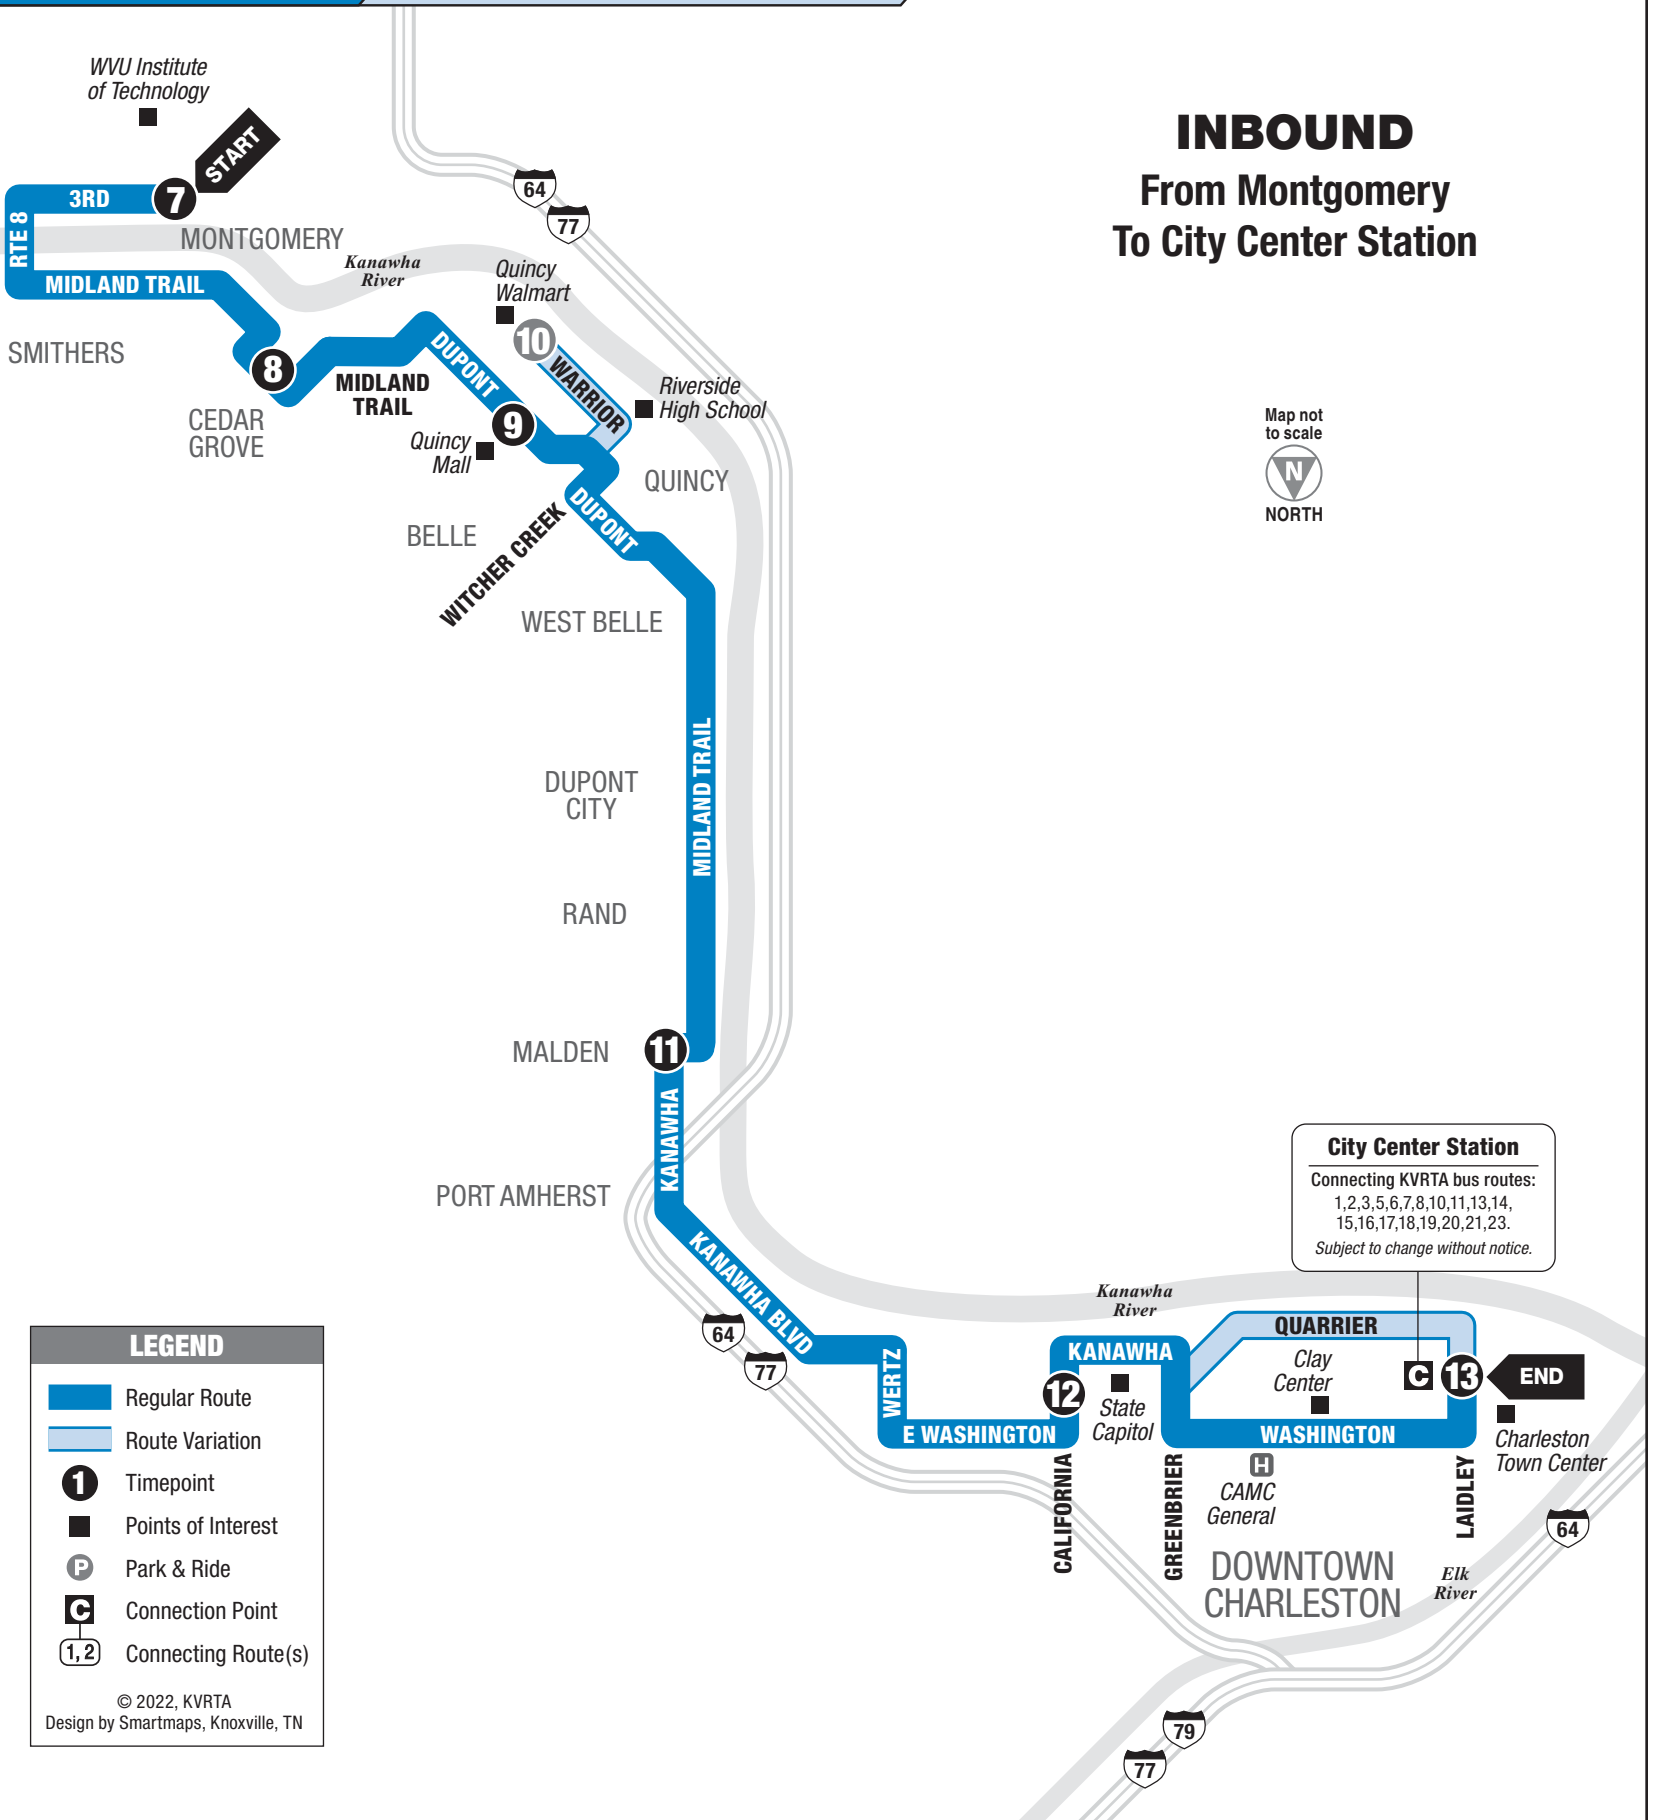 WVU Institute
of Technology
START
INBOUND
From Montgomery
To City Center Station
64
77
3RD
7
RTE 8
MONTGOMERY
Kanawha
River
MIDLAND TRAIL
Quincy
Walmart
10
SMITHERS
8
DUPONT
WARRIOR
MIDLAND
TRAIL
Riverside
High School
CEDAR
GROVE
9
Quincy
Mall
QUINCY
Map not
to scale
N
NORTH
BELLE
DUPONT
WITCHER CREEK
WEST BELLE
MIDLAND TRAIL
DUPONT
CITY
RAND
MALDEN
11
KANAWHA
PORT AMHERST
KANAWHA BLVD
64
77
City Center Station
Connecting KVRTA bus routes:
1,2,3,5,6,7,8,10,11,13,14,
15,16,17,18,19,20,21,23.
Subject to change without notice.
Kanawha
River
WERTZ
E WASHINGTON
KANAWHA
12
State
Capitol
QUARRIER
Clay
Center
C
13
END
WASHINGTON
Charleston
Town Center
CALIFORNIA
GREENBRIER
H
CAMC
General
LAIDLEY
64
DOWNTOWN
CHARLESTON
Elk
River
79
77
LEGEND
Regular Route
Route Variation
1 Timepoint
Points of Interest
P Park & Ride
C Connection Point
1, 2 Connecting Route(s)
© 2022, KVRTA
Design by Smartmaps, Knoxville, TN